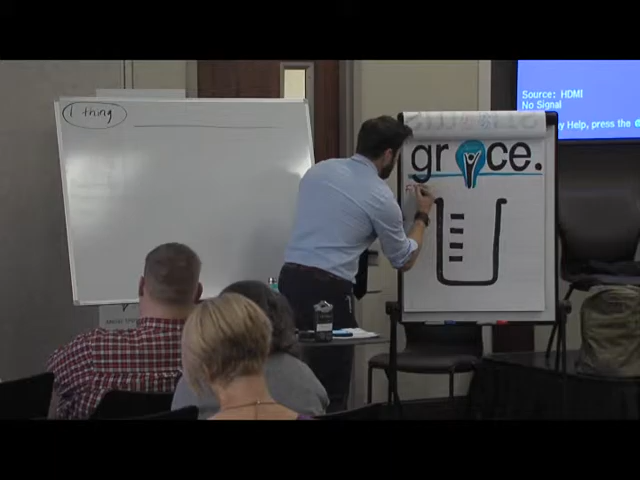 1 thing
grace.
Source: HDMI
No Signal
Help, press the